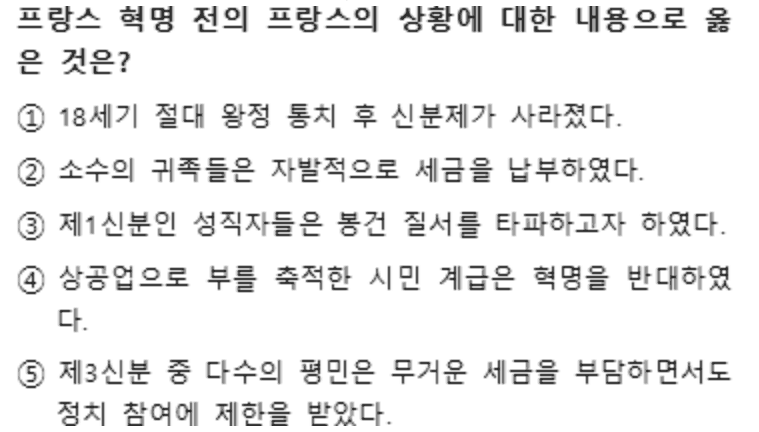 프랑스 혁명 전의 프랑스의 상황에 대한 내용으로 옳
은 것은?
① 18세기 절대 왕정 통치 후 신분제가 사라졌다.
② 소수의 귀족들은 자발적으로 세금을 납부하였다.
③ 제1신분인 성직자들은 봉건 질서를 타파하고자 하였다.
④ 상공업으로 부를 축적한 시민 계급은 혁명을 반대하였
다.
⑤ 제3신분 중 다수의 평민은 무거운 세금을 부담하면서도
정치 참여에 제한을 받았다.